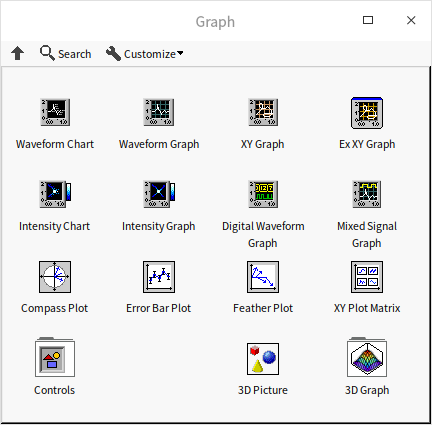 Graph
Search
Customize
Waveform Chart
Waveform Graph
XY Graph
Ex XY Graph
Intensity Chart
Intensity Graph
Digital Waveform
Graph
Mixed Signal
Graph
Compass Plot
Error Bar Plot
Feather Plot
XY Plot Matrix
Controls
3D Picture
3D Graph